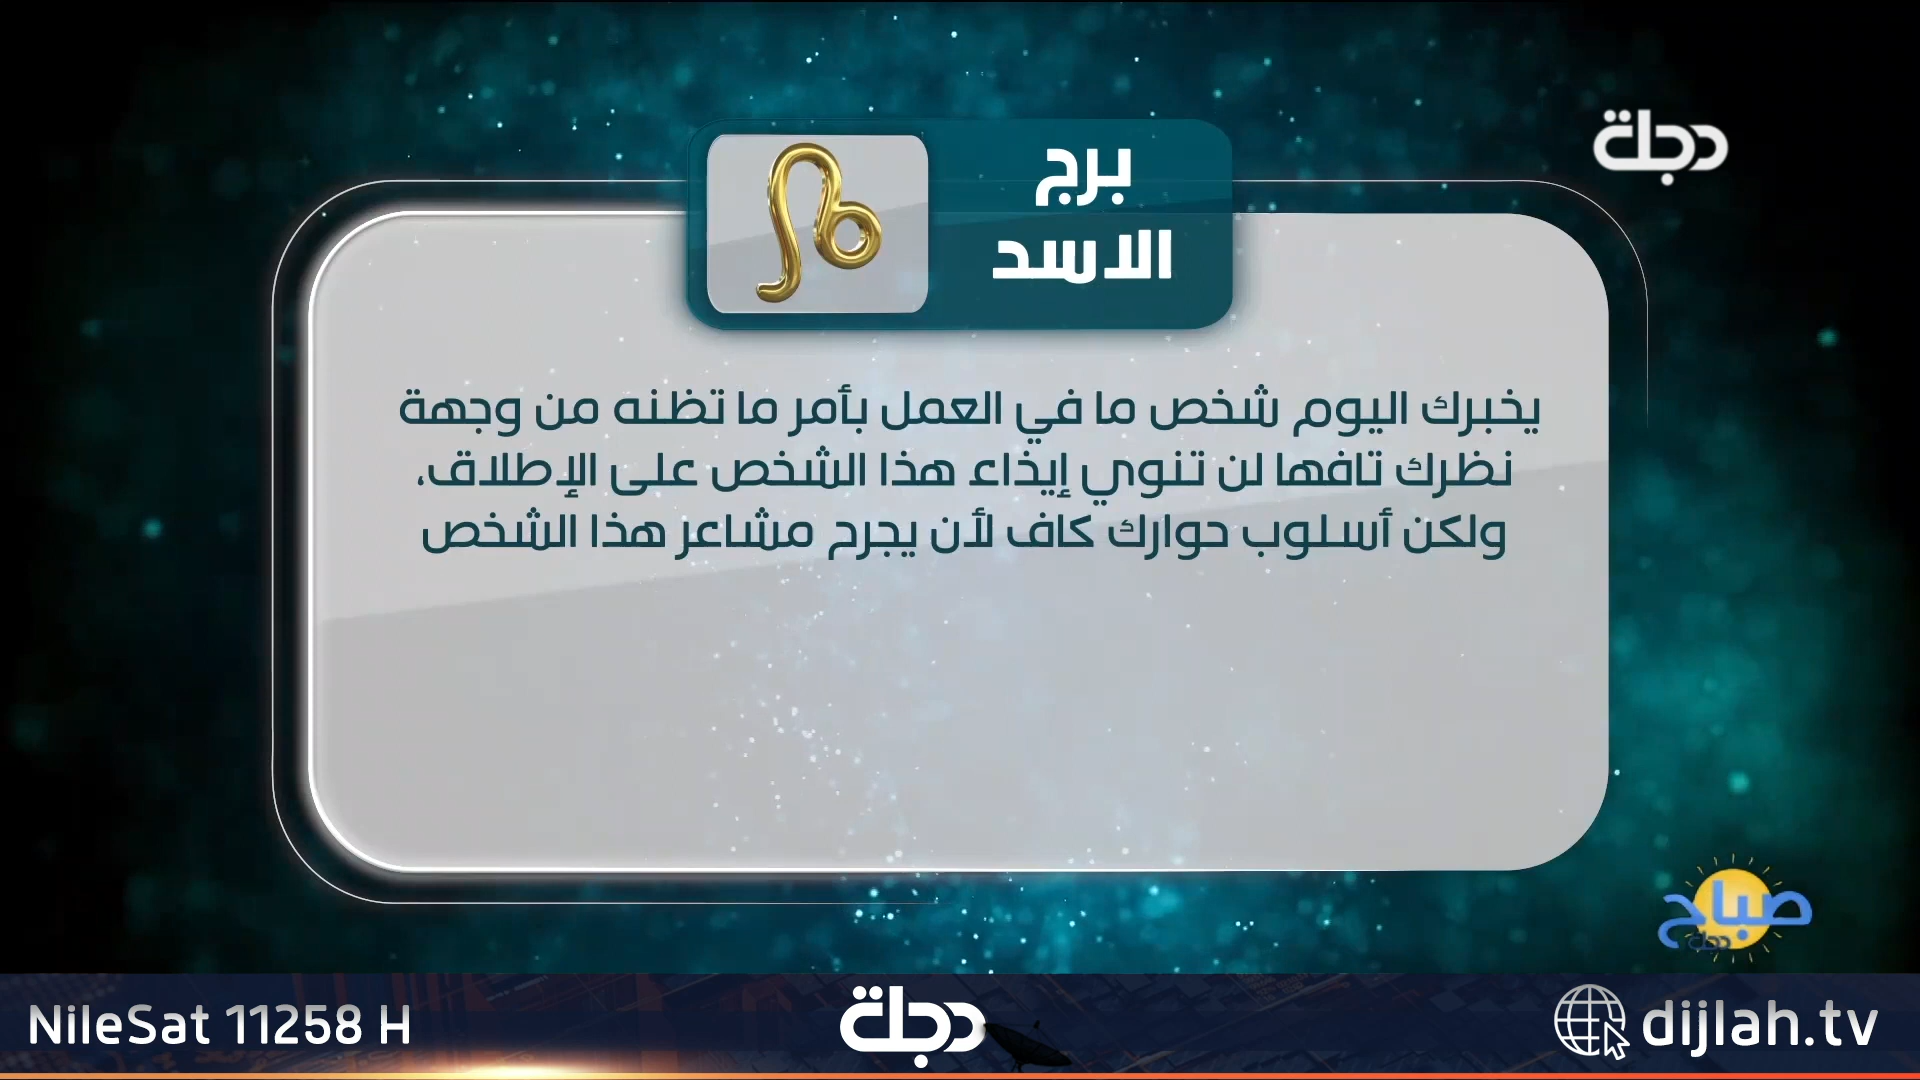 دجلة
برج
الاسد
يخبرك اليوم شخص ما في العمل بأمر ما تظنه من وجهة
نظرك تافها لن تنوي إيذاء هذا الشخص على الإطلاق،
ولكن أسلوب حوارك كاف لأن يجرح مشاعر هذا الشخص
صباح
دجلة
NileSat 11258 H
دجلة
dijlah.tv